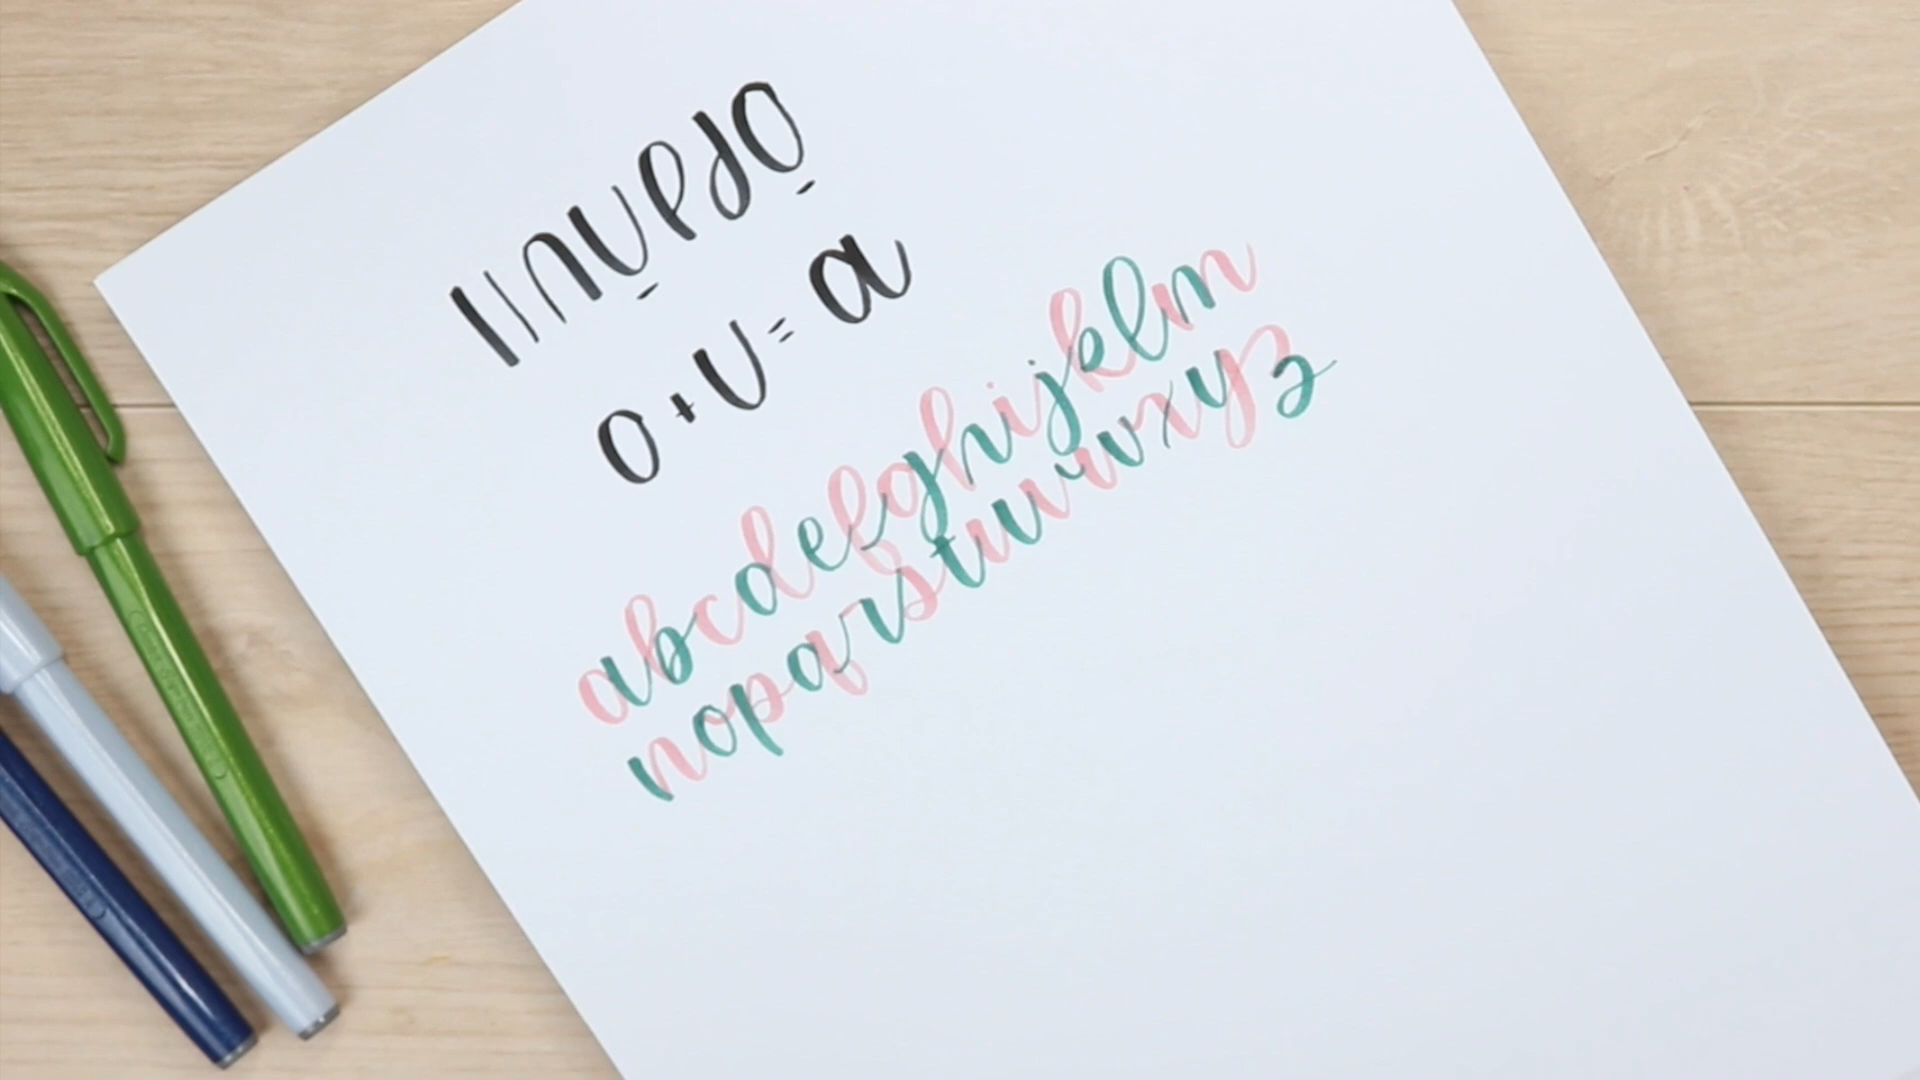 o + u = a
abcdefghijklm
nopqrstuvwxyz